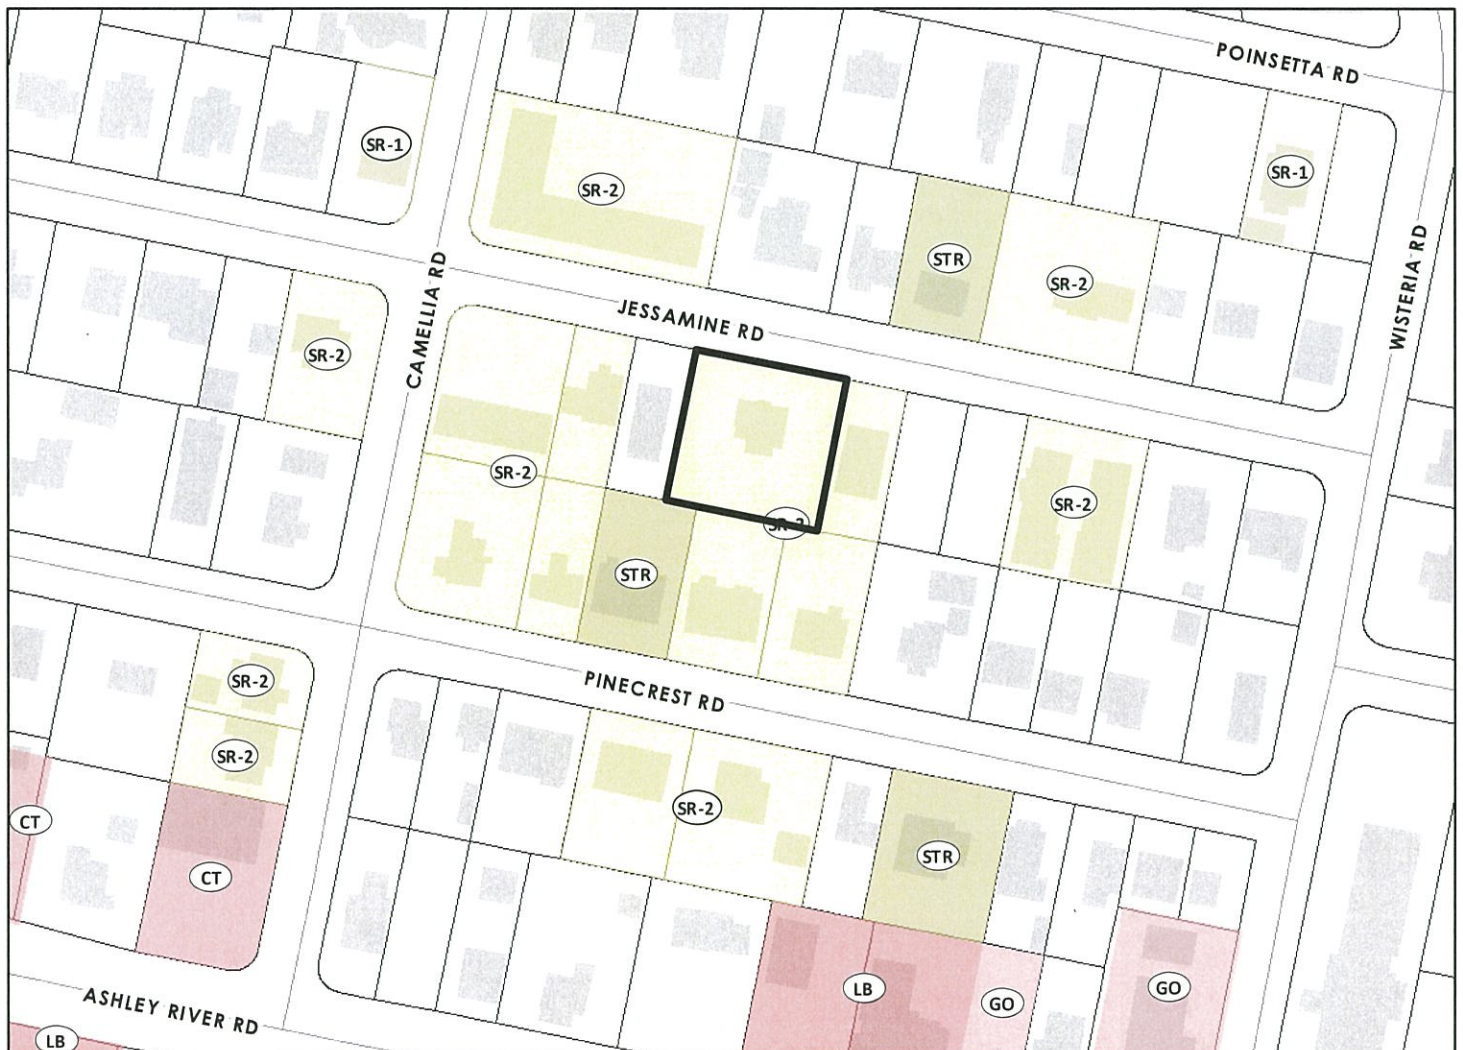 POINSETTA RD
SR-1
SR-1
SR-2
WISTERIA RD
STR
SR-2
CAMELLIA RD
JESSAMINE RD
SR-2
SR-2
SR-2
SR-2
STR
SR-2
PINECREST RD
SR-2
SR-2
CT
STR
CT
LB
GO
GO
ASHLEY RIVER RD
LB